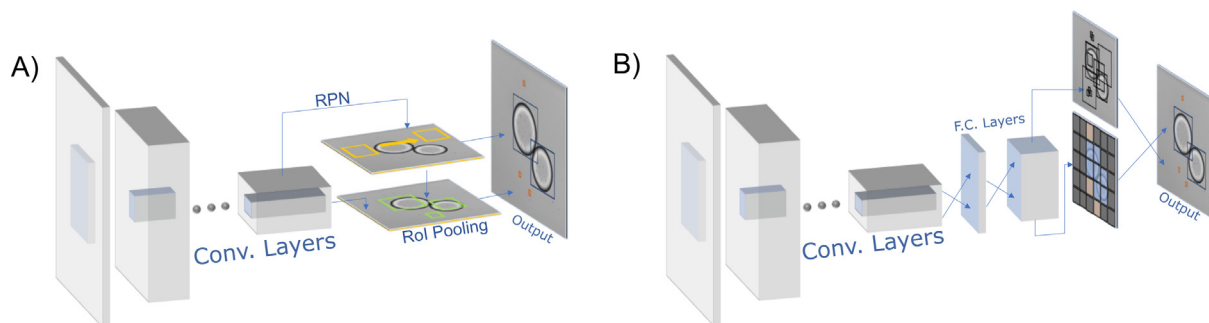 A)
RPN
Conv. Layers
RoI Pooling
Output
B)
F.C. Layers
Conv. Layers
Output